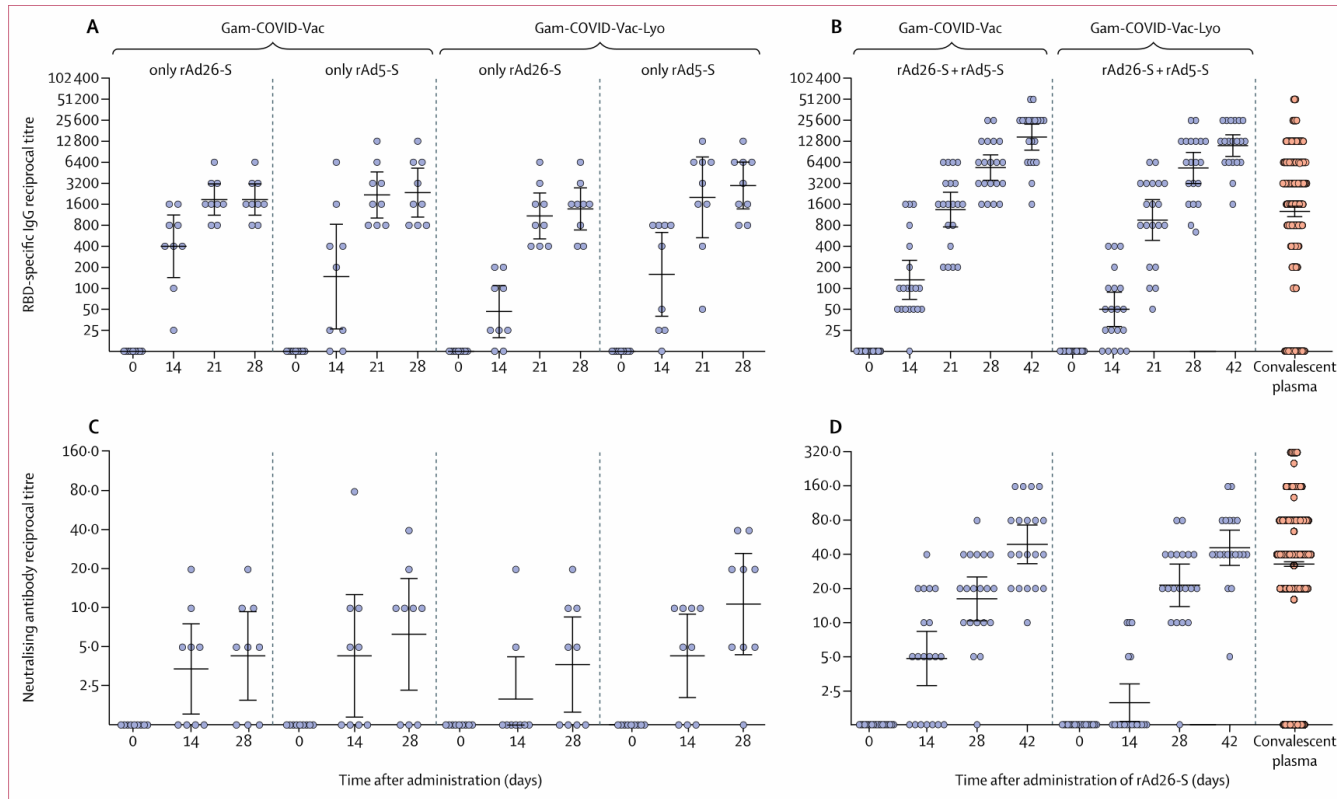 A
Gam-COVID-Vac
Gam-COVID-Vac-Lyo
only rAd26-S
only rAd5-S
only rAd26-S
only rAd5-S
RBD-specific IgG reciprocal titre
102 400
51 200
25 600
12 800
6400
3200
1600
800
400
200
100
50
25
0 14 21 28
0 14 21 28
0 14 21 28
0 14 21 28
B
Gam-COVID-Vac
Gam-COVID-Vac-Lyo
rAd26-S + rAd5-S
rAd26-S + rAd5-S
102 400
51 200
25 600
12 800
6400
3200
1600
800
400
200
100
50
25
0 14 21 28 42
0 14 21 28 42
Convalescent
plasma
C
Neutralising antibody reciprocal titre
160·0
80·0
40·0
20·0
10·0
5·0
2·5
0 14 28
0 14 28
0 14 28
0 14 28
Time after administration (days)
D
320·0
160·0
80·0
40·0
20·0
10·0
5·0
2·5
0 14 28 42
0 14 28 42
Convalescent
plasma
Time after administration of rAd26-S (days)